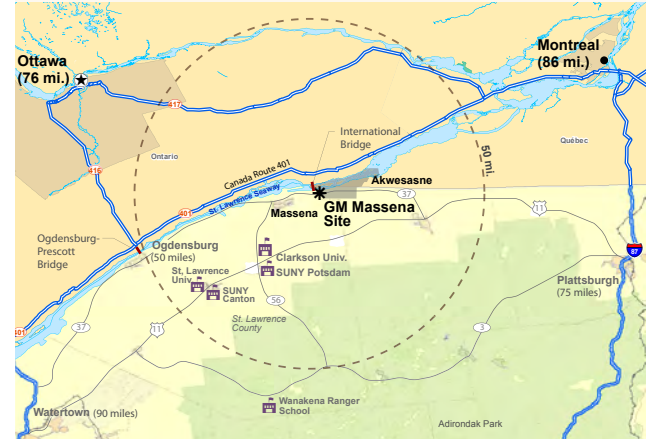 Ottawa
(76 mi.)
Montreal
(86 mi.)
417
416
Ontario
International
Bridge
Québec
50 mi.
Canada Route 401
Akwesasne
St. Lawrence Seaway
37
401
Massena
GM Massena
Site
11
Ogdensburg-
Prescott
Bridge
Ogdensburg
(50 miles)
Clarkson Univ.
SUNY Potsdam
87
St. Lawrence
Univ.
SUNY
Canton
Plattsburgh
(75 miles)
56
St. Lawrence
County
401
37
11
3
Wanakena Ranger
School
Watertown (90 miles)
Adirondak Park